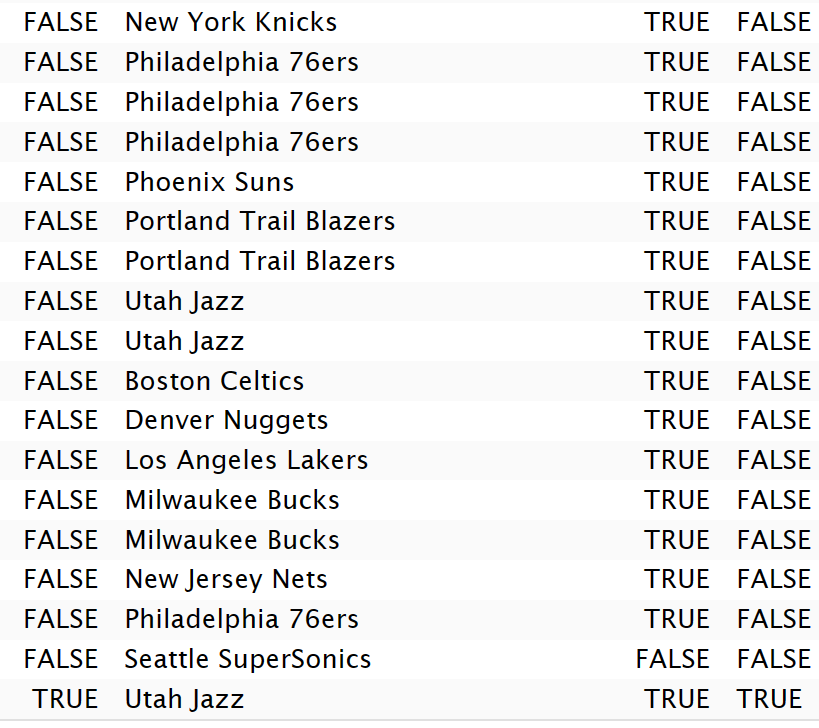 FALSE New York Knicks TRUE FALSE
FALSE Philadelphia 76ers TRUE FALSE
FALSE Philadelphia 76ers TRUE FALSE
FALSE Philadelphia 76ers TRUE FALSE
FALSE Phoenix Suns TRUE FALSE
FALSE Portland Trail Blazers TRUE FALSE
FALSE Portland Trail Blazers TRUE FALSE
FALSE Utah Jazz TRUE FALSE
FALSE Utah Jazz TRUE FALSE
FALSE Boston Celtics TRUE FALSE
FALSE Denver Nuggets TRUE FALSE
FALSE Los Angeles Lakers TRUE FALSE
FALSE Milwaukee Bucks TRUE FALSE
FALSE Milwaukee Bucks TRUE FALSE
FALSE New Jersey Nets TRUE FALSE
FALSE Philadelphia 76ers TRUE FALSE
FALSE Seattle SuperSonics FALSE FALSE
TRUE Utah Jazz TRUE TRUE